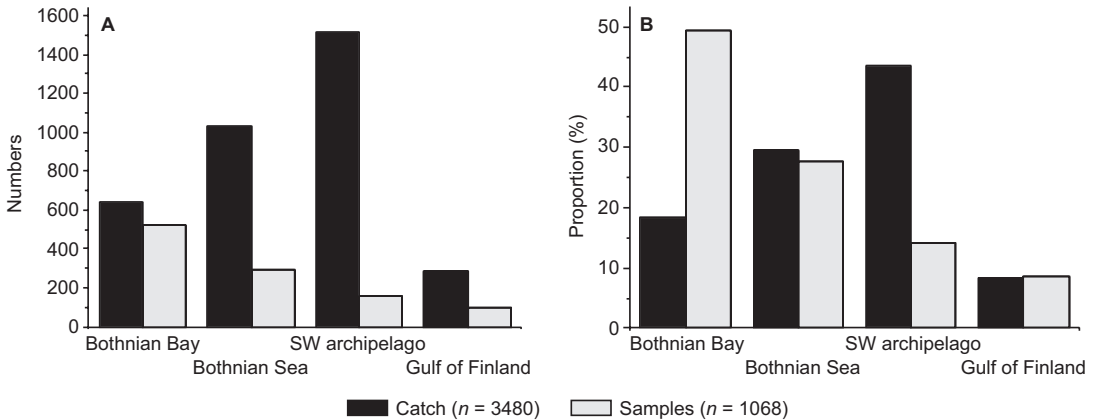 A
1600
1400
1200
1000
800
600
400
200
0
Numbers
Bothnian Bay
SW archipelago
Bothnian Sea
Gulf of Finland
B
50
40
30
20
10
0
Proportion (%)
Bothnian Bay
SW archipelago
Bothnian Sea
Gulf of Finland
Catch (n = 3480)
Samples (n = 1068)